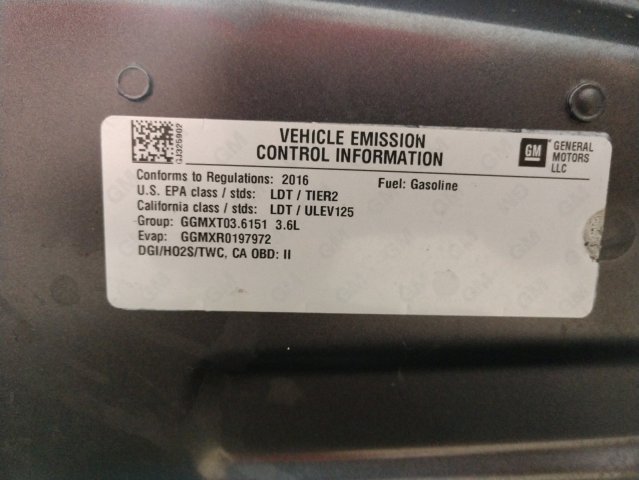 VEHICLE EMISSION
CONTROL INFORMATION
GM
GENERAL
MOTORS
LLC
GJ325902
Conforms to Regulations: 2016 Fuel: Gasoline
U.S. EPA class / stds: LDT / TIER2
California class / stds: LDT / ULEV125
Group: GGMXT03.6151 3.6L
Evap: GGMXR0197972
DGI/HO2S/TWC, CA OBD: II